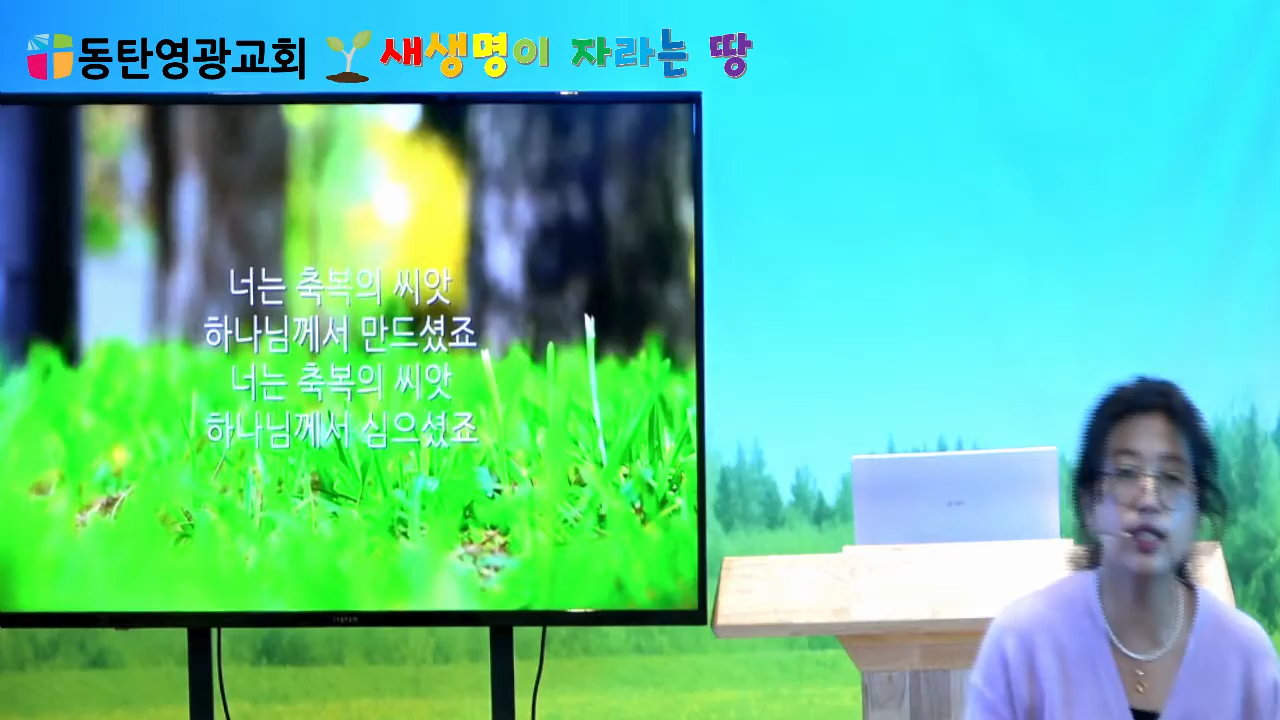 동탄영광교회 새생명이 자라는 땅
너는 축복의 씨앗
하나님께서 만드셨죠
너는 축복의 씨앗
하나님께서 심으셨죠